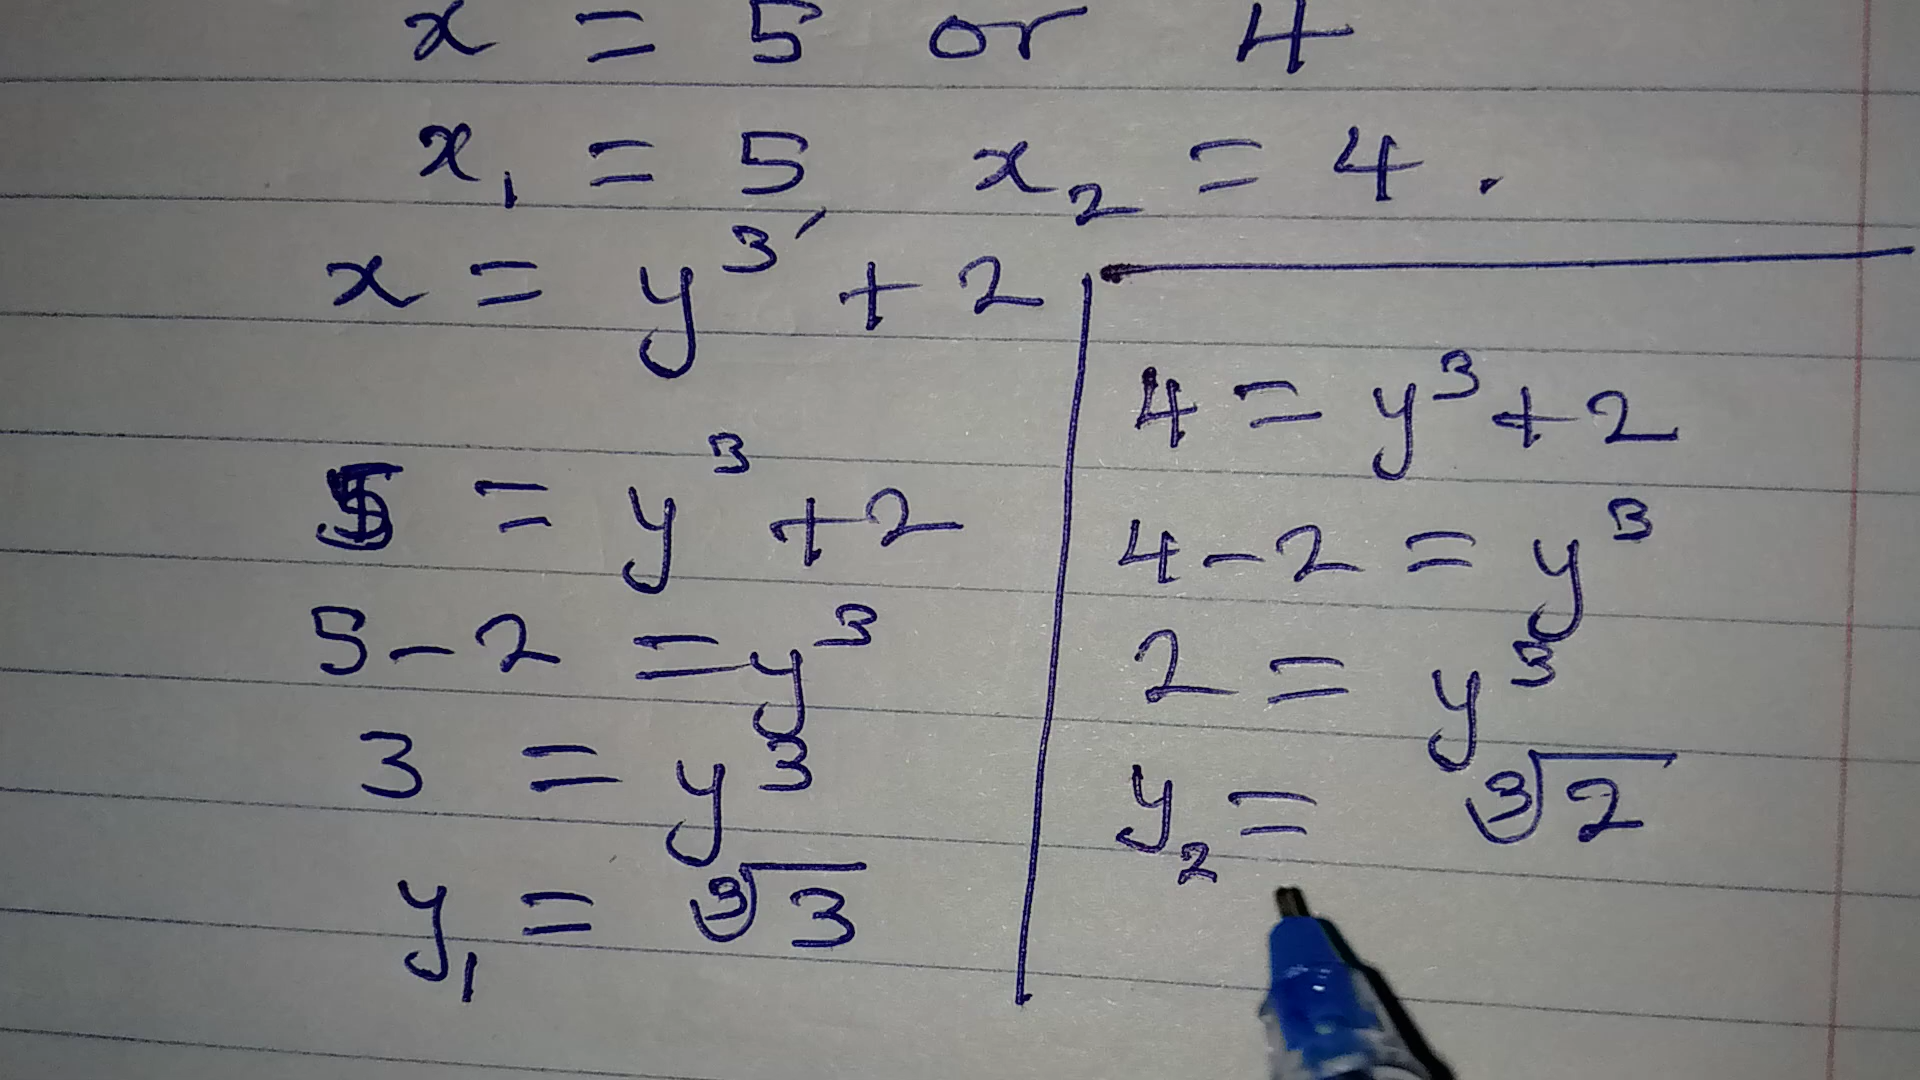 x = 5 or 4
x₁ = 5, x₂ = 4.
x = y³ + 2
5 = y³ + 2
5 - 2 = y³
3 = y³
y₁ = ∛3
4 = y³ + 2
4 - 2 = y³
2 = y³
y₂ = ∛2